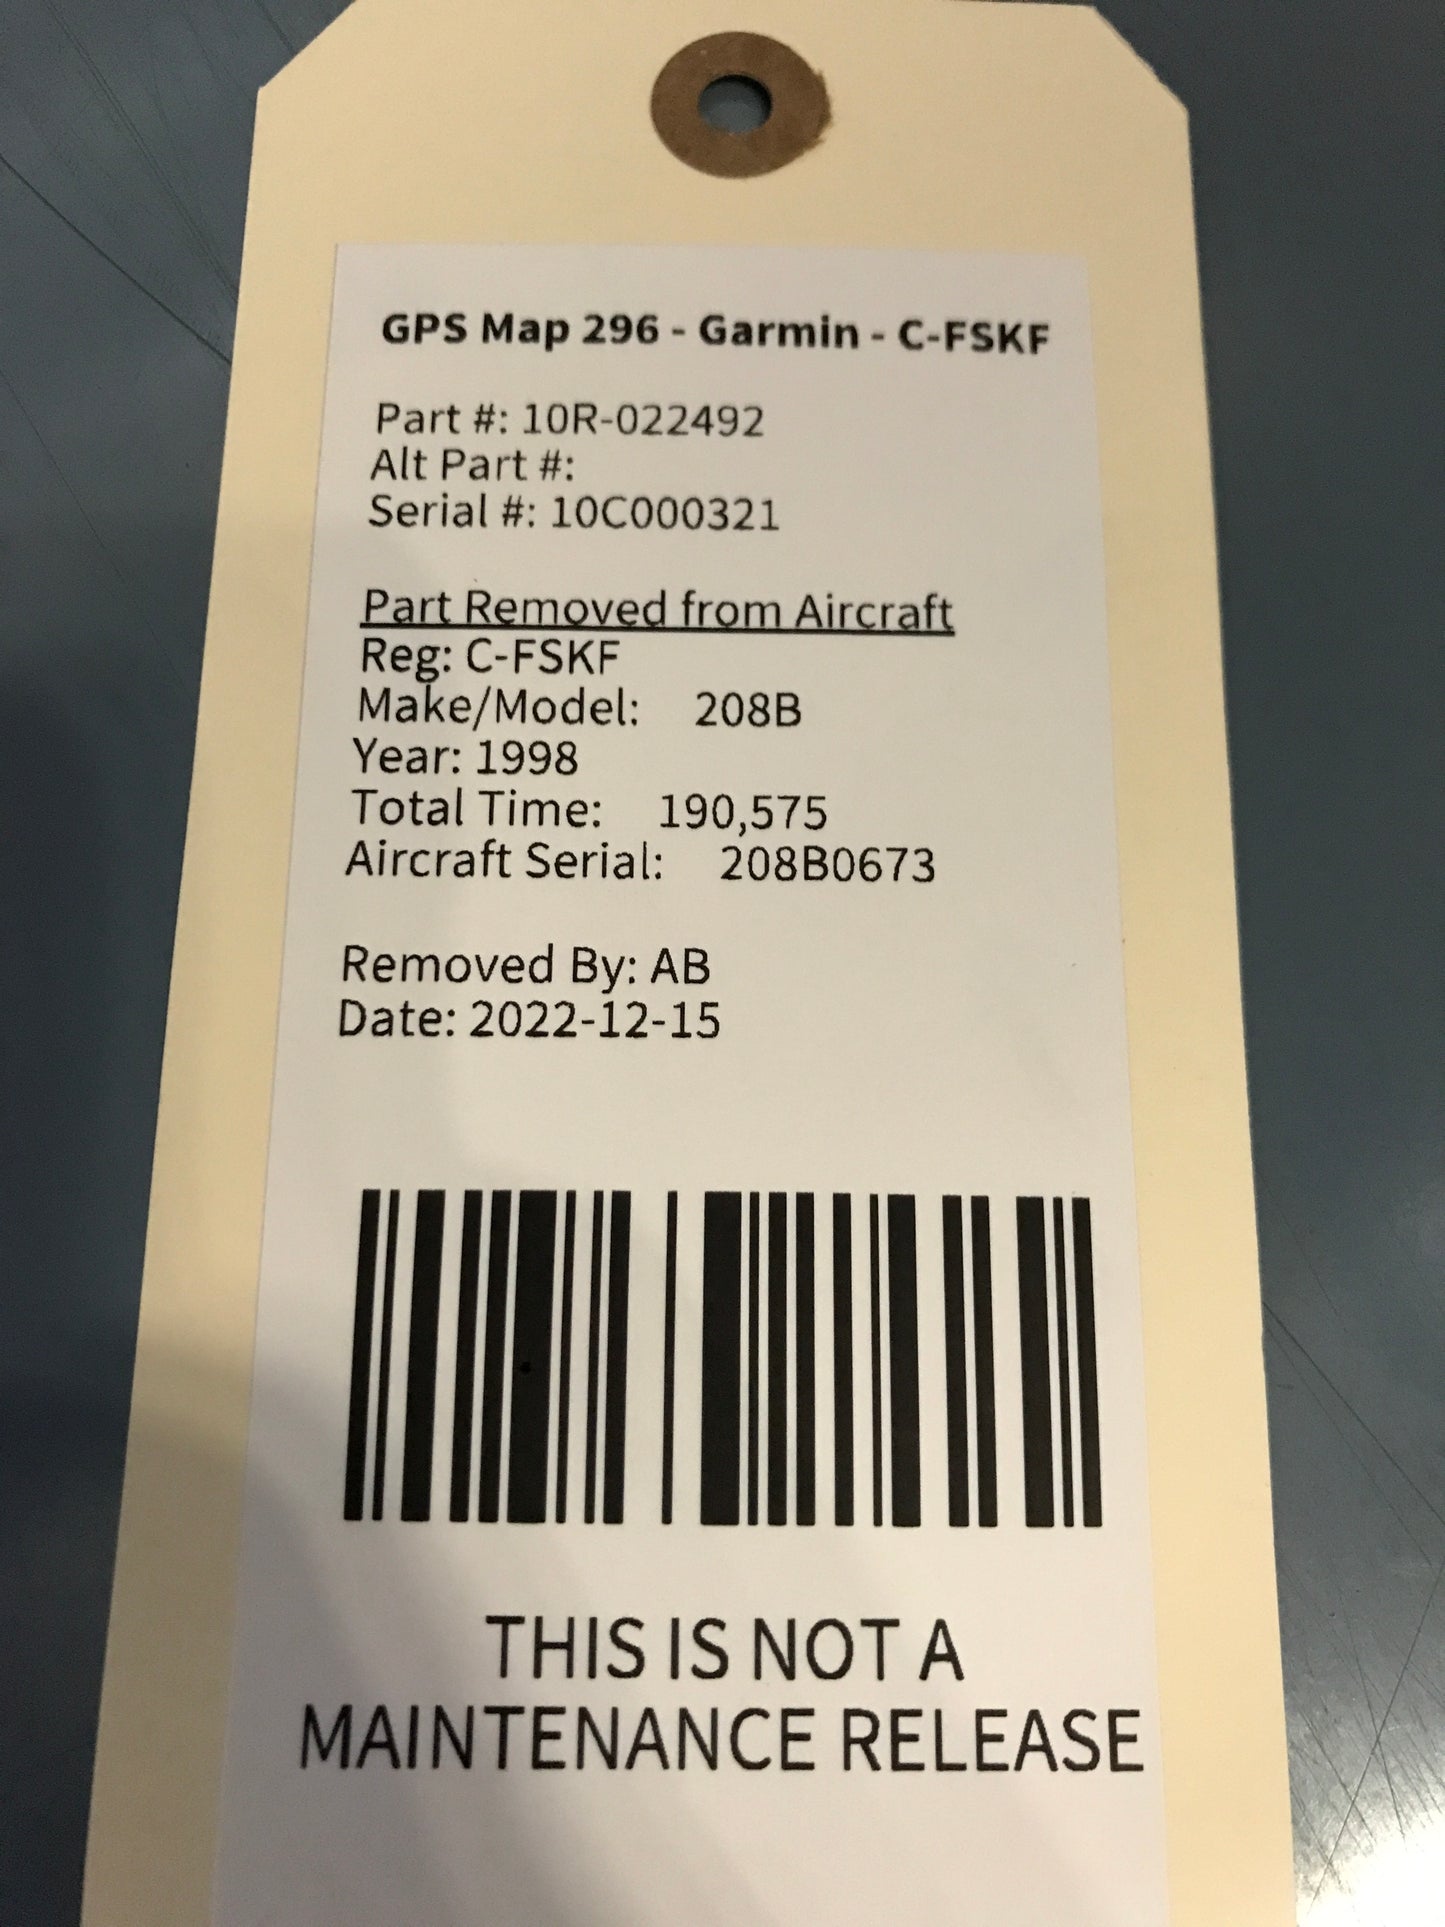 GPS Map 296 - Garmin - C-FSKF
Part #: 10R-022492
Alt Part #:
Serial #: 10C000321
Part Removed from Aircraft
Reg: C-FSKF
Make/Model: 208B
Year: 1998
Total Time: 190,575
Aircraft Serial: 208B0673
Removed By: AB
Date: 2022-12-15
THIS IS NOT A
MAINTENANCE RELEASE